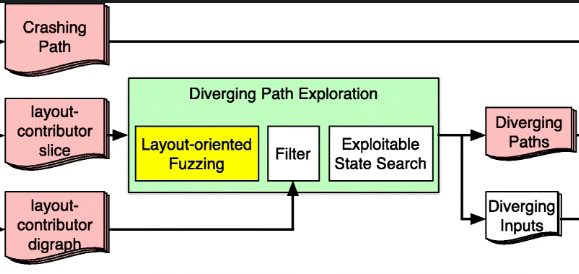 Crashing
Path
Diverging Path Exploration
layout-
contributor
slice
Layout-oriented
Fuzzing
Filter
Exploitable
State Search
Diverging
Paths
layout-
contributor
digraph
Diverging
Inputs